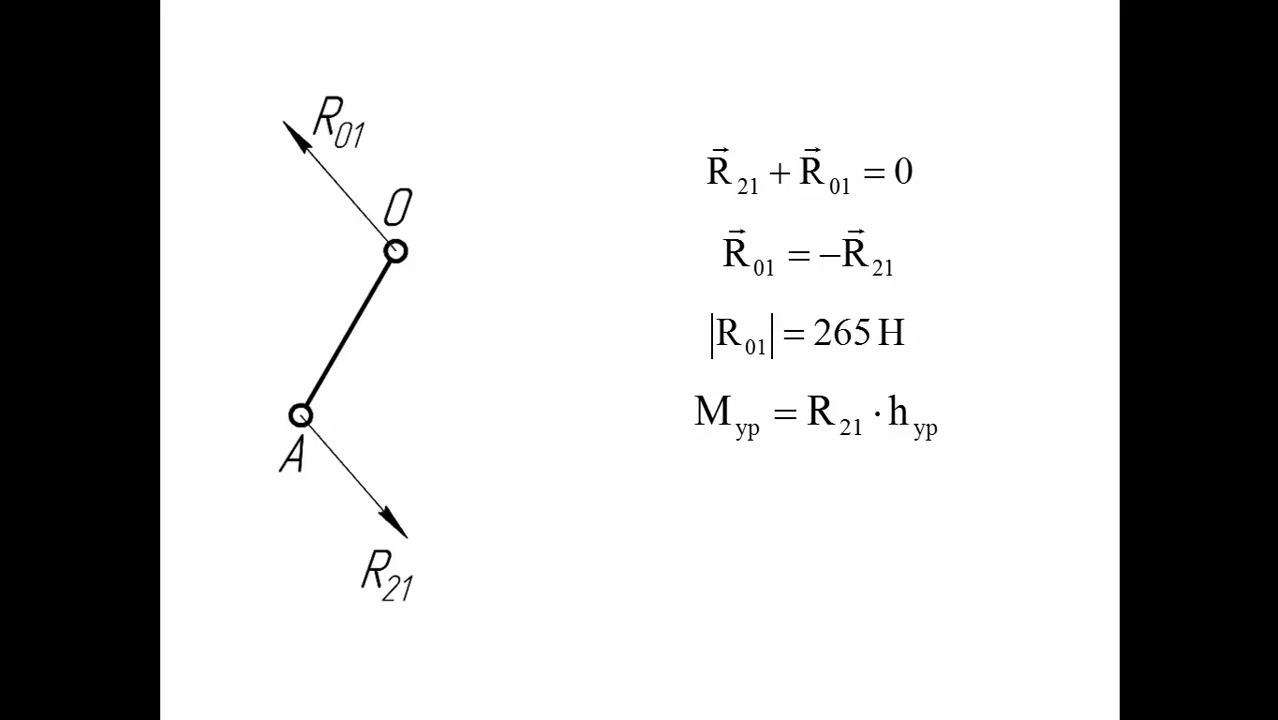 R₀₁
O
A
R₂₁
R⃗₂₁ + R⃗₀₁ = 0
R⃗₀₁ = −R⃗₂₁
|R₀₁| = 265 Н
Mур = R₂₁ · hур